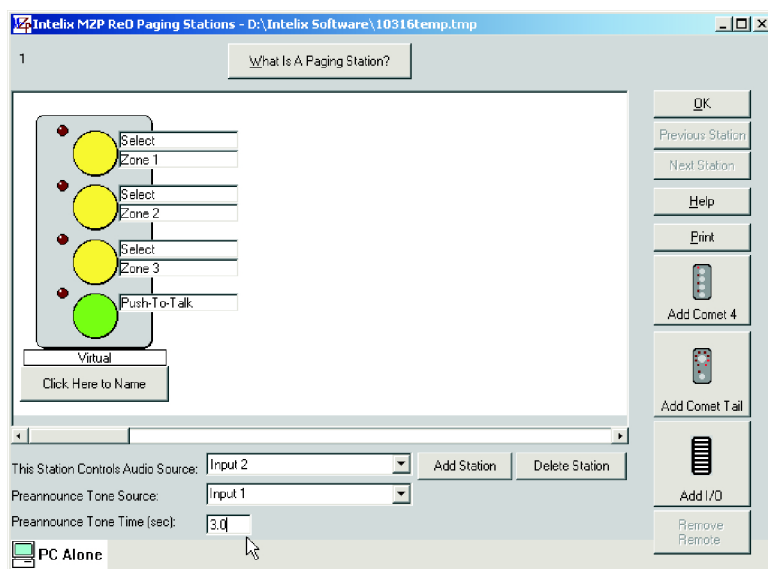 Intelix MZP ReO Paging Stations - D:\Intelix Software\10316temp.tmp
1
What Is A Paging Station?
OK
Previous Station
Next Station
Help
Print
Add Comet 4
Add Comet Tail
Add I/O
Remove
Remote
Select
Zone 1
Select
Zone 2
Select
Zone 3
Push-To-Talk
Virtual
Click Here to Name
This Station Controls Audio Source: Input 2 Add Station Delete Station
Preannounce Tone Source: Input 1
Preannounce Tone Time (sec): 3.0
PC Alone